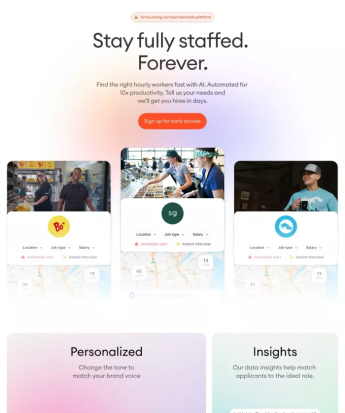 Announcing our new free tools platform
Stay fully staffed.
Forever.
Find the right hourly workers fast with AI. Automated for
10x productivity. Tell us your needs and
we'll get you hires in days.
Sign up for early access
Bo
sg
Location Job type Salary
Immediate start Instant interview
Location Job type Salary
Immediate start Instant interview
Location Job type Salary
Immediate start Instant interview
13
42
13
Personalized
Change the tone to
match your brand voice
Insights
Our data insights help match
applicants to the ideal role.